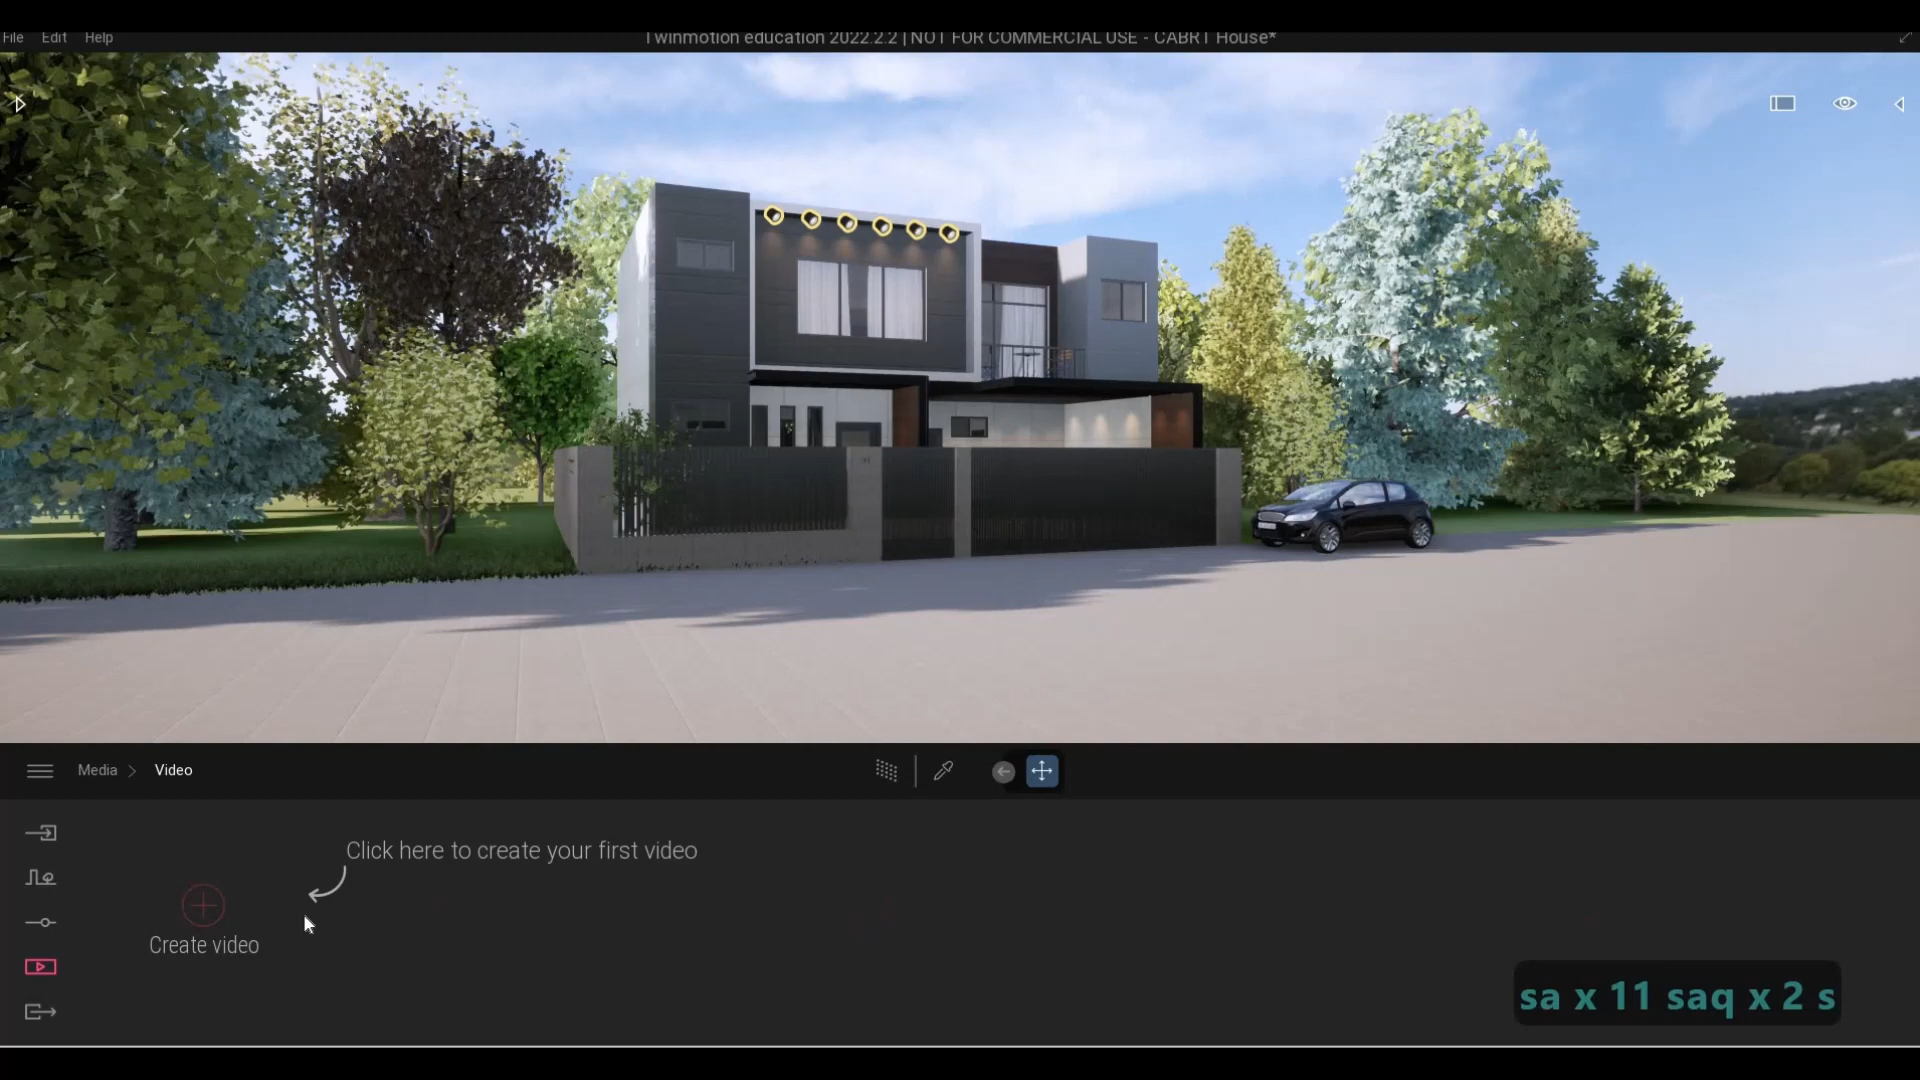 File Edit Help
Twinmotion education 2022.2.2 | NOT FOR COMMERCIAL USE - CABRT House*
Media > Video
Click here to create your first video
Create video
sa x 11 saq x 2 s